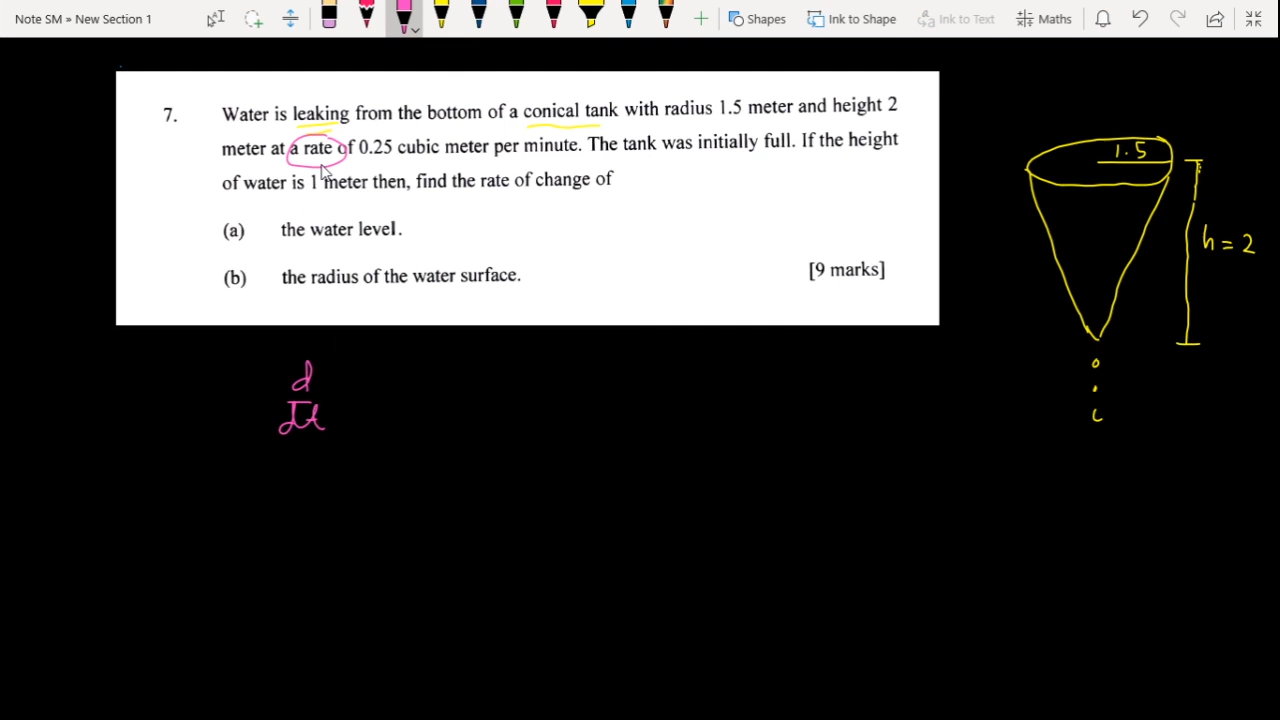 Note SM » New Section 1
Shapes
Ink to Shape
Ink to Text
Maths
7. Water is leaking from the bottom of a conical tank with radius 1.5 meter and height 2
meter at a rate of 0.25 cubic meter per minute. The tank was initially full. If the height
of water is 1 meter then, find the rate of change of
(a) the water level.
(b) the radius of the water surface. [9 marks]
1.5
h = 2
d
dt